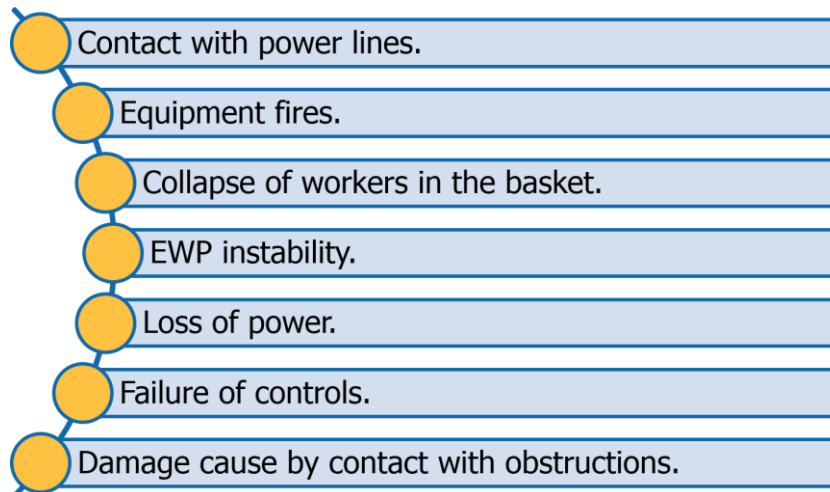 Contact with power lines.
Equipment fires.
Collapse of workers in the basket.
EWP instability.
Loss of power.
Failure of controls.
Damage cause by contact with obstructions.